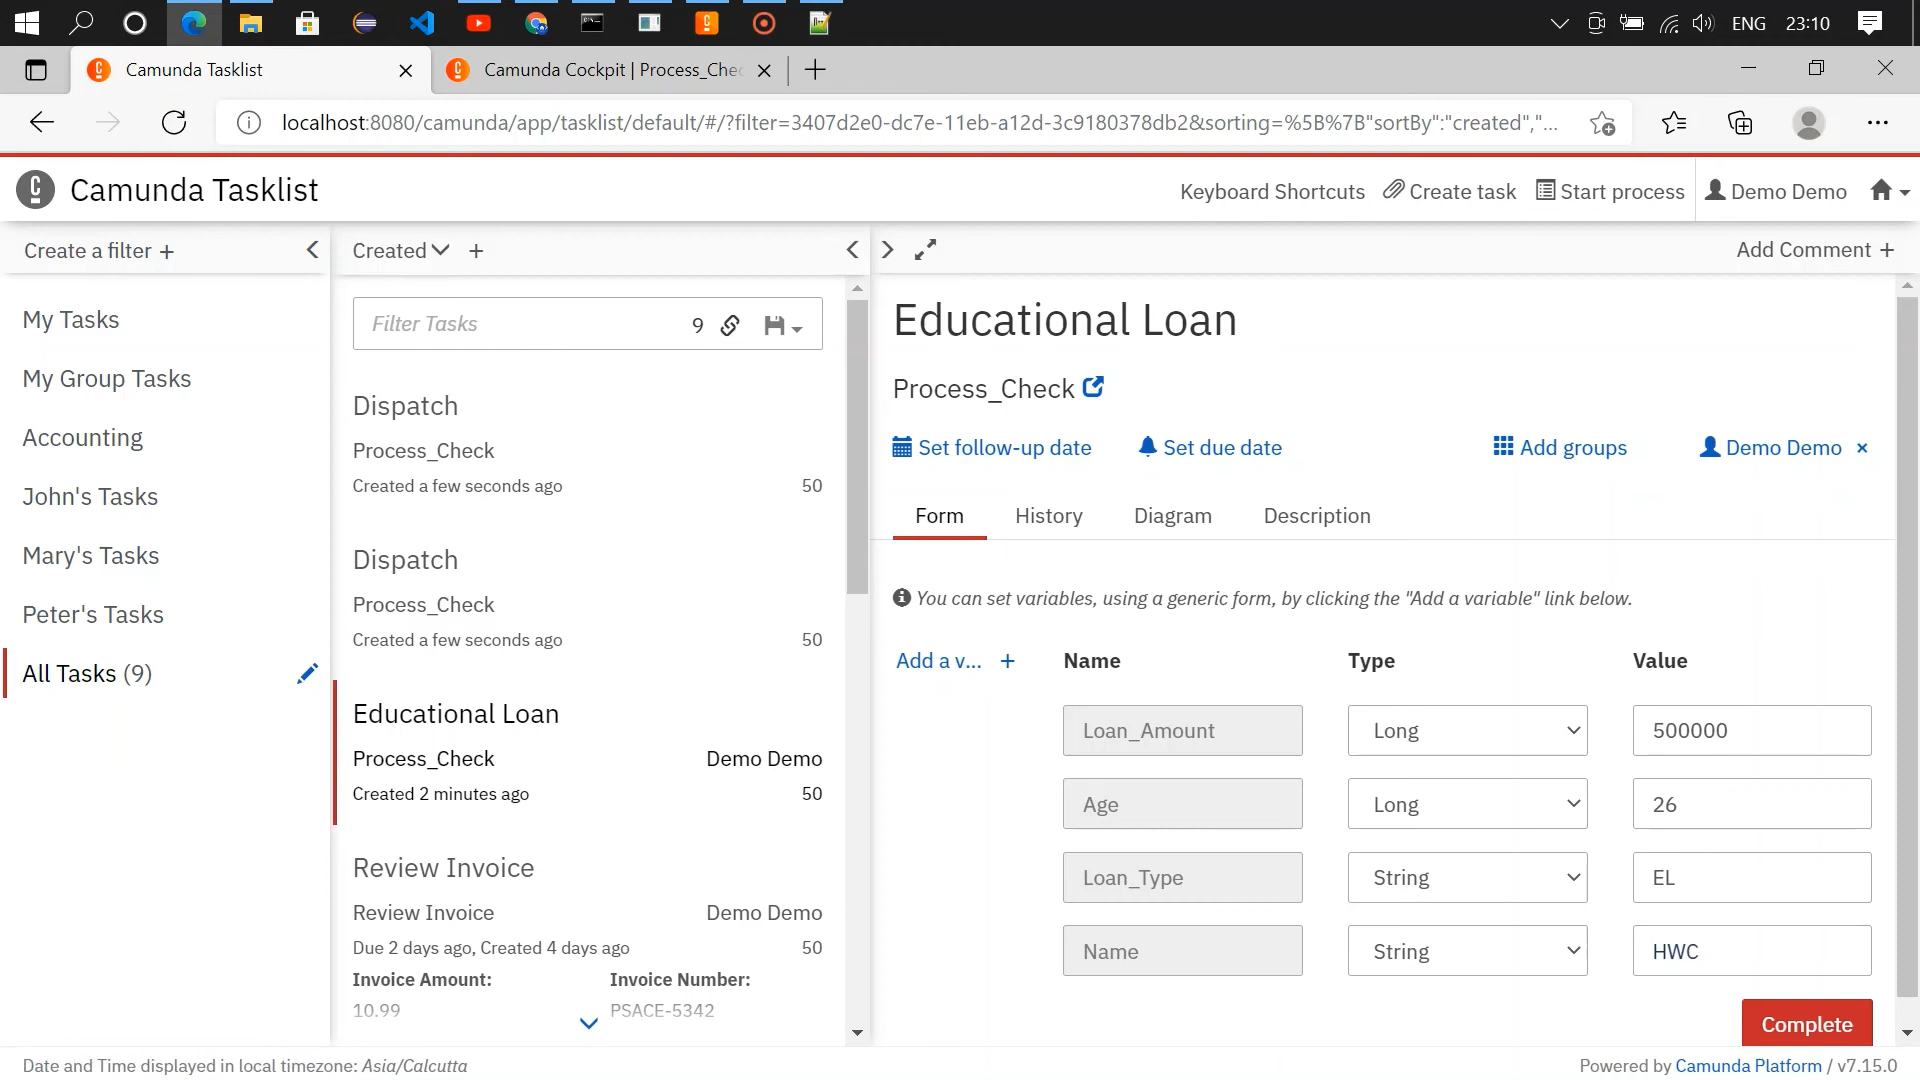 ENG 23:10
Camunda Tasklist
Camunda Cockpit | Process_Chec
localhost:8080/camunda/app/tasklist/default/#/?filter=3407d2e0-dc7e-11eb-a12d-3c9180378db2&sorting=%5B%7B"sortBy":"created","...
Camunda Tasklist
Keyboard Shortcuts Create task Start process Demo Demo
Create a filter +
Created +
Add Comment +
My Tasks
My Group Tasks
Accounting
John's Tasks
Mary's Tasks
Peter's Tasks
All Tasks (9)
Filter Tasks 9
Dispatch
Process_Check
Created a few seconds ago 50
Dispatch
Process_Check
Created a few seconds ago 50
Educational Loan
Process_Check Demo Demo
Created 2 minutes ago 50
Review Invoice
Review Invoice Demo Demo
Due 2 days ago, Created 4 days ago 50
Invoice Amount: Invoice Number:
10.99 PSACE-5342
Educational Loan
Process_Check
Set follow-up date Set due date Add groups Demo Demo ×
Form History Diagram Description
You can set variables, using a generic form, by clicking the "Add a variable" link below.
Add a v... + Name Type Value
Loan_Amount Long 500000
Age Long 26
Loan_Type String EL
Name String HWC
Complete
Date and Time displayed in local timezone: Asia/Calcutta
Powered by Camunda Platform / v7.15.0